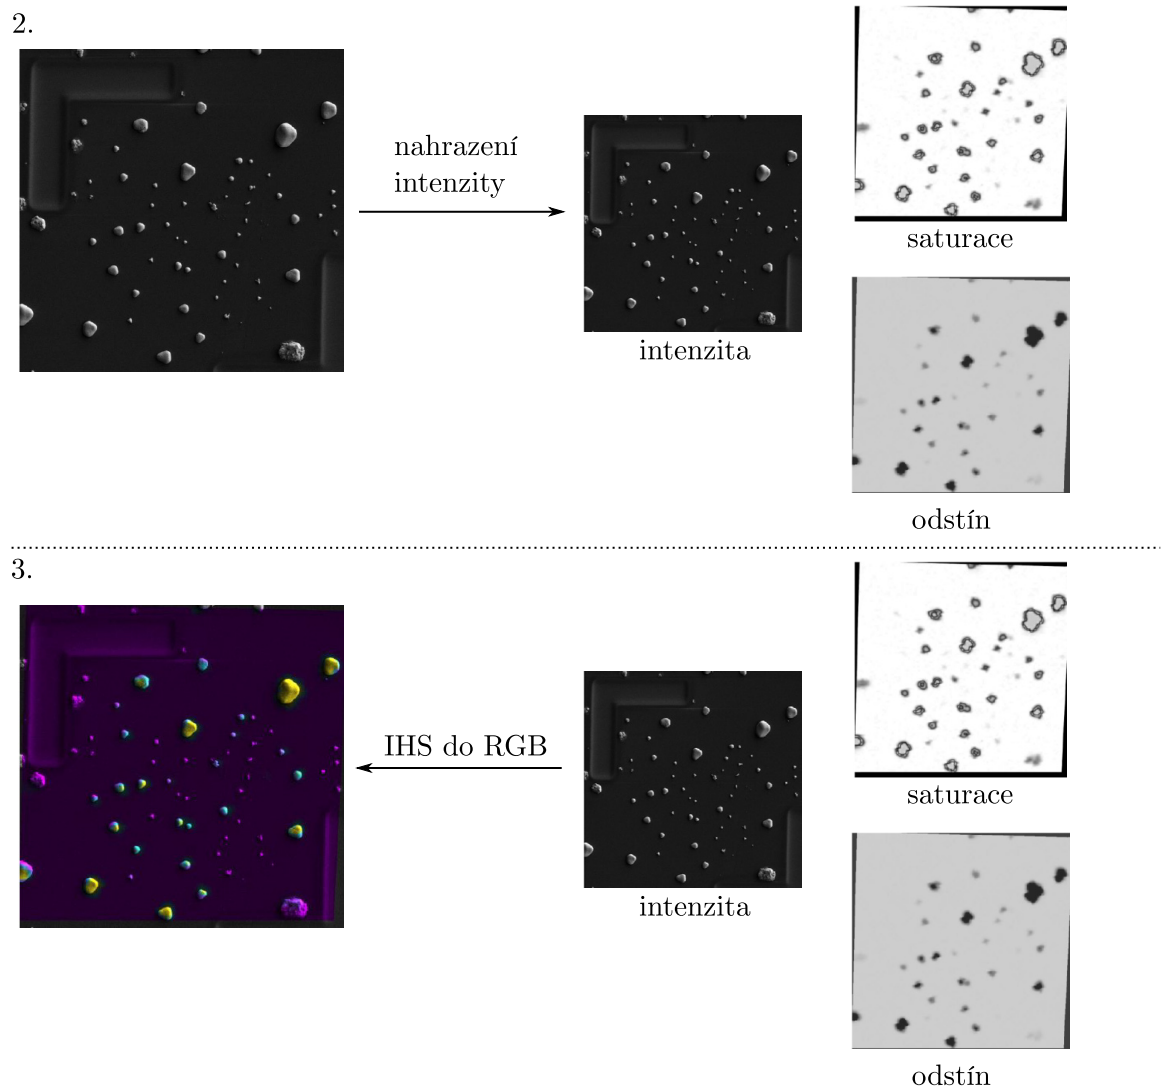 2.
nahrazení
intenzity
saturace
intenzita
odstín
3.
IHS do RGB
saturace
intenzita
odstín